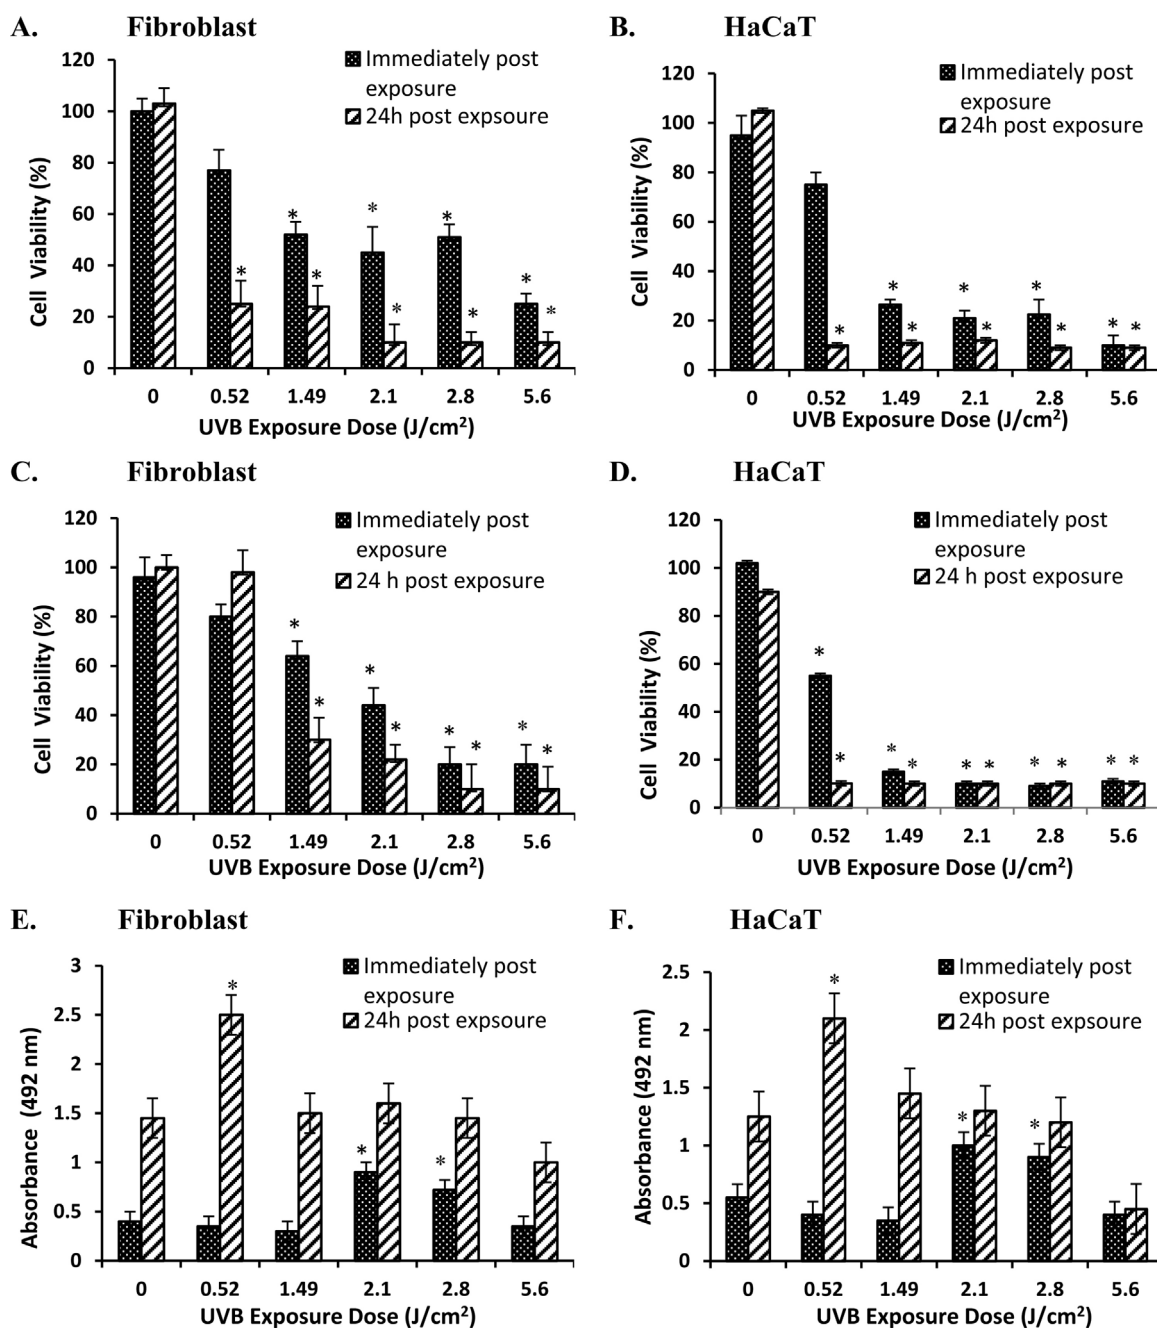 A. Fibroblast
120
100
80
60
40
20
0
Cell Viability (%)
Immediately post
exposure
24h post expsoure
* * * * * * * * *
0 0.52 1.49 2.1 2.8 5.6
UVB Exposure Dose (J/cm²)
B. HaCaT
120
100
80
60
40
20
0
Cell Viability (%)
Immediately post
exposure
24h post exposure
* * * * * * * * *
0 0.52 1.49 2.1 2.8 5.6
UVB Exposure Dose (J/cm²)
C. Fibroblast
120
100
80
60
40
20
0
Cell Viability (%)
Immediately post
exposure
24 h post exposure
* * * * * * * *
0 0.52 1.49 2.1 2.8 5.6
UVB Exposure Dose (J/cm²)
D. HaCaT
120
100
80
60
40
20
0
Cell Viability (%)
Immediately post
exposure
24 h post exposure
* * * * * * * * * *
0 0.52 1.49 2.1 2.8 5.6
UVB Exposure Dose (J/cm²)
E. Fibroblast
3
2.5
2
1.5
1
0.5
0
Absorbance (492 nm)
Immediately post
exposure
24h post expsoure
* * *
0 0.52 1.49 2.1 2.8 5.6
UVB Exposure Dose (J/cm²)
F. HaCaT
2.5
2
1.5
1
0.5
0
Absorbance (492 nm)
Immediately post
exposure
24h post expsoure
* * *
0 0.52 1.49 2.1 2.8 5.6
UVB Exposure Dose (J/cm²)